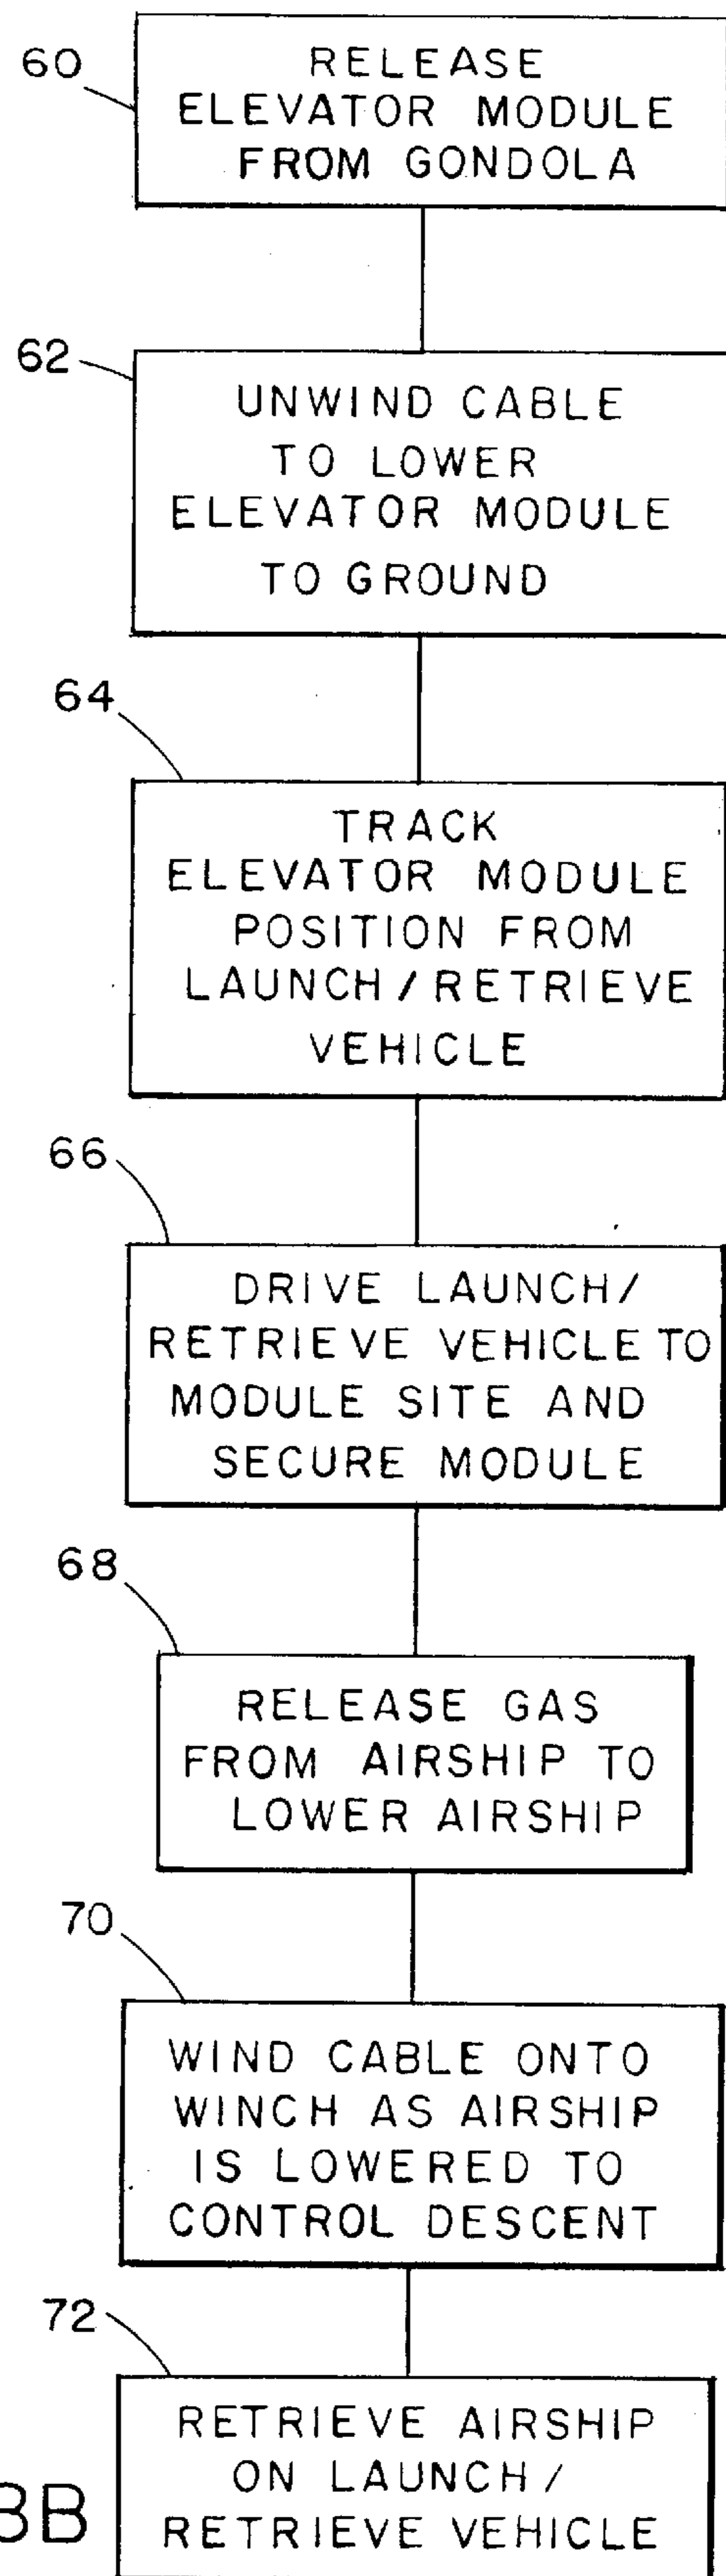 60
RELEASE
ELEVATOR MODULE
FROM GONDOLA
62
UNWIND CABLE
TO LOWER
ELEVATOR MODULE
TO GROUND
64
TRACK
ELEVATOR MODULE
POSITION FROM
LAUNCH/RETRIEVE
VEHICLE
66
DRIVE LAUNCH/
RETRIEVE VEHICLE TO
MODULE SITE AND
SECURE MODULE
68
RELEASE GAS
FROM AIRSHIP TO
LOWER AIRSHIP
70
WIND CABLE ONTO
WINCH AS AIRSHIP
IS LOWERED TO
CONTROL DESCENT
72
RETRIEVE AIRSHIP
ON LAUNCH/
RETRIEVE VEHICLE